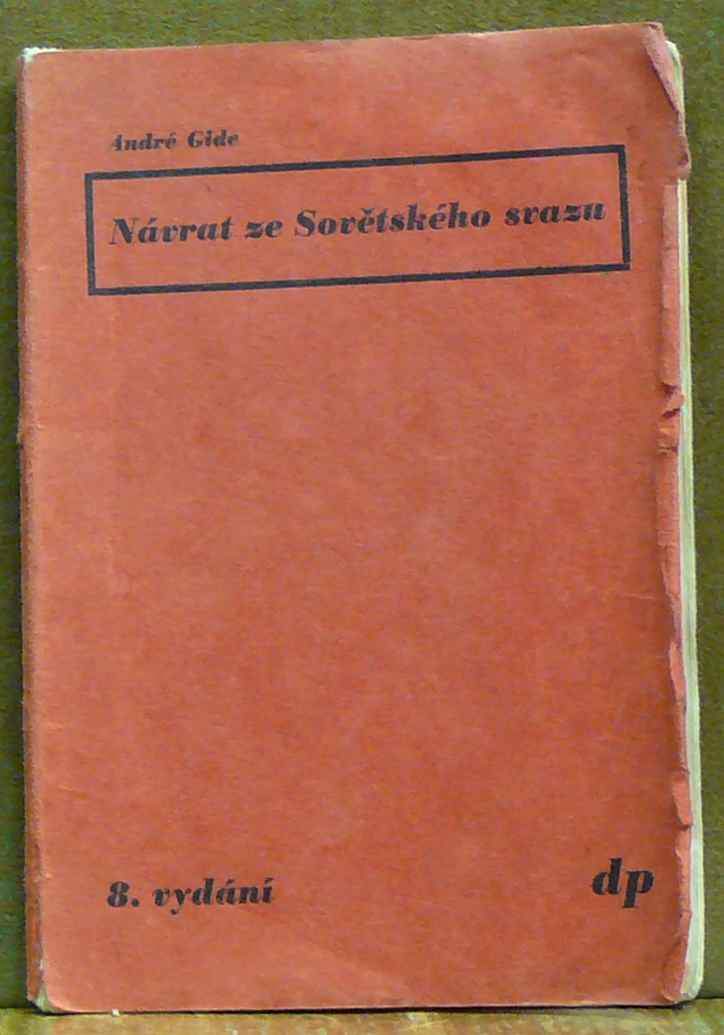 André Gide
Návrat ze Sovětského svazu
8. vydání
dp